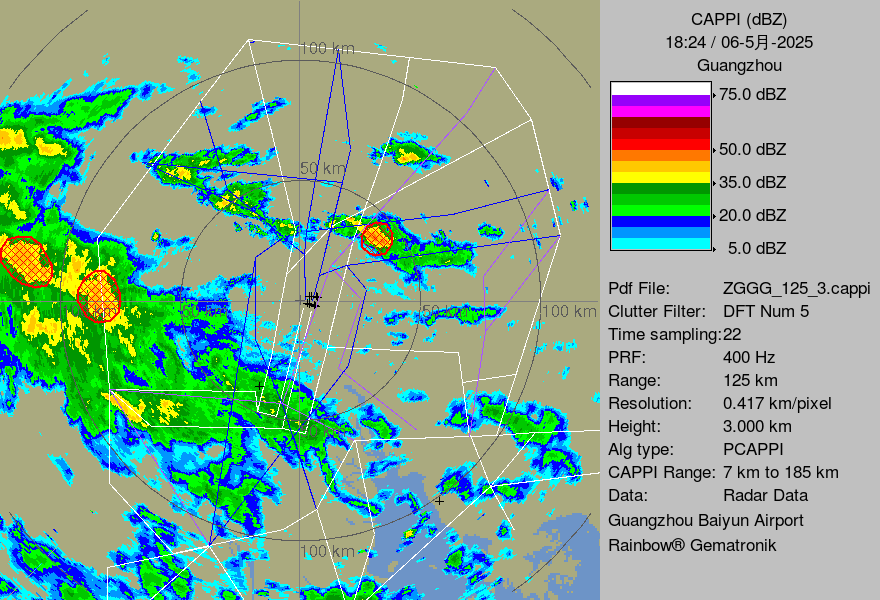 CAPPI (dBZ)
18:24 / 06-5月-2025
Guangzhou
75.0 dBZ
50.0 dBZ
35.0 dBZ
20.0 dBZ
5.0 dBZ
Pdf File: ZGGG_125_3.cappi
Clutter Filter: DFT Num 5
Time sampling:22
PRF: 400 Hz
Range: 125 km
Resolution: 0.417 km/pixel
Height: 3.000 km
Alg type: PCAPPI
CAPPI Range: 7 km to 185 km
Data: Radar Data
Guangzhou Baiyun Airport
Rainbow® Gematronik
100 km
50 km
50 km
100 km
100 km